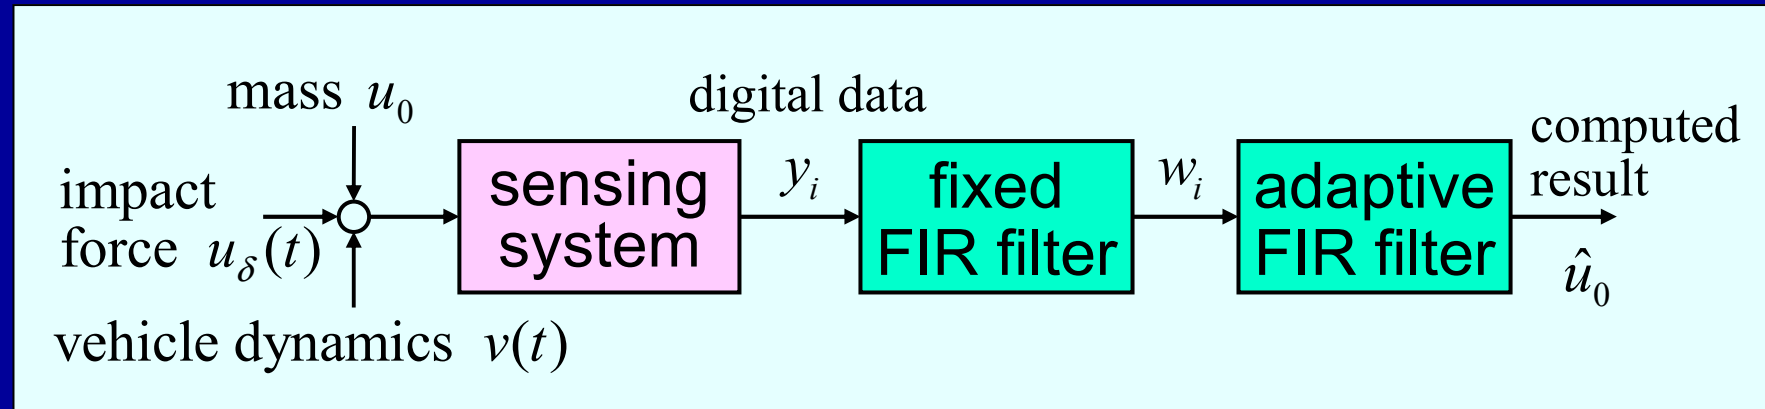 mass u₀
digital data
computed
result
impact
force u_δ(t)
sensing
system
y_i
fixed
FIR filter
w_i
adaptive
FIR filter
û₀
vehicle dynamics v(t)